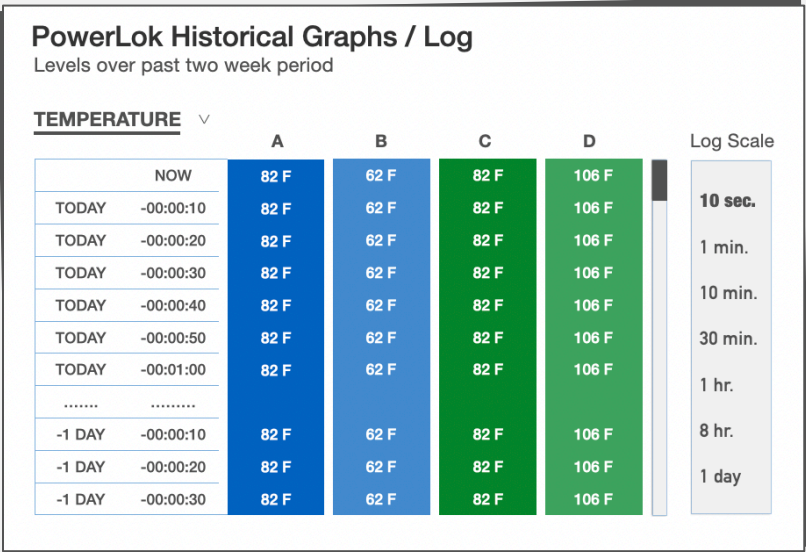 PowerLok Historical Graphs / Log
Levels over past two week period
TEMPERATURE
A B C D Log Scale
NOW 82 F 62 F 82 F 106 F
TODAY -00:00:10 82 F 62 F 82 F 106 F
TODAY -00:00:20 82 F 62 F 82 F 106 F
TODAY -00:00:30 82 F 62 F 82 F 106 F
TODAY -00:00:40 82 F 62 F 82 F 106 F
TODAY -00:00:50 82 F 62 F 82 F 106 F
TODAY -00:01:00 82 F 62 F 82 F 106 F
....... .........
-1 DAY -00:00:10 82 F 62 F 82 F 106 F
-1 DAY -00:00:20 82 F 62 F 82 F 106 F
-1 DAY -00:00:30 82 F 62 F 82 F 106 F
10 sec.
1 min.
10 min.
30 min.
1 hr.
8 hr.
1 day